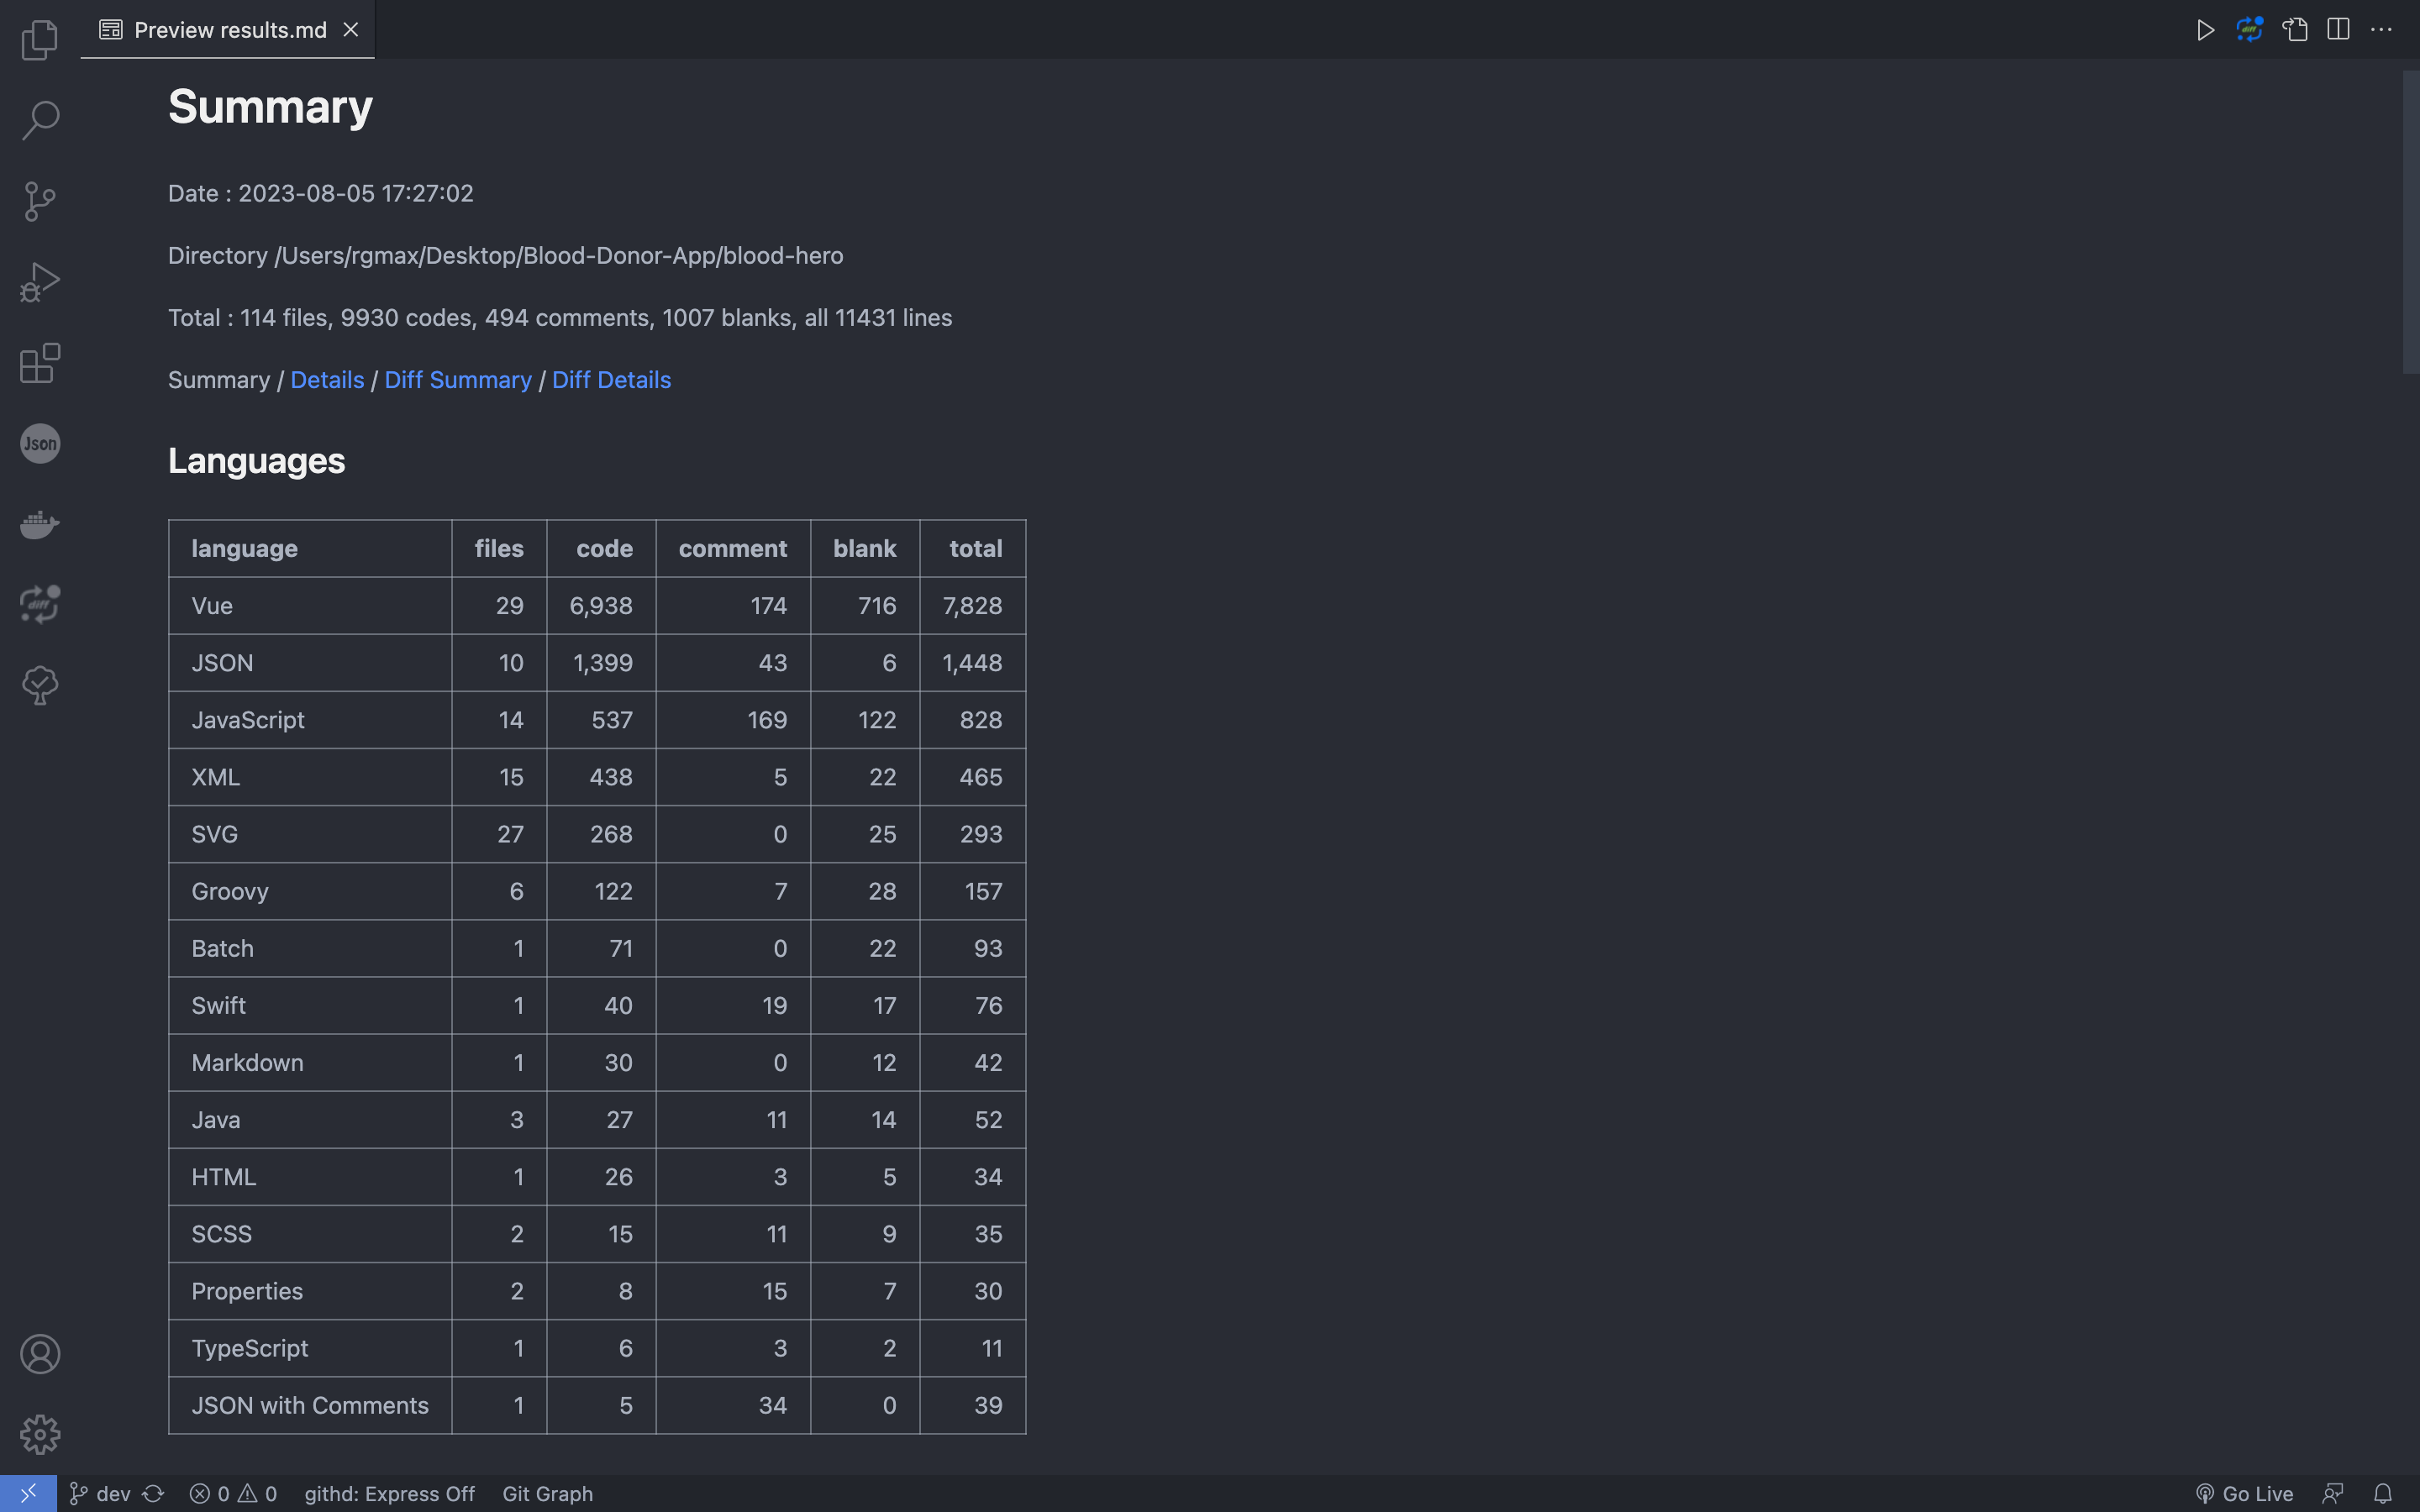 Preview results.md
diff
Summary
Date : 2023-08-05 17:27:02
Directory /Users/rgmax/Desktop/Blood-Donor-App/blood-hero
Total : 114 files, 9930 codes, 494 comments, 1007 blanks, all 11431 lines
Summary / Details / Diff Summary / Diff Details
Json
diff
Languages
language files code comment blank total
Vue 29 6,938 174 716 7,828
JSON 10 1,399 43 6 1,448
JavaScript 14 537 169 122 828
XML 15 438 5 22 465
SVG 27 268 0 25 293
Groovy 6 122 7 28 157
Batch 1 71 0 22 93
Swift 1 40 19 17 76
Markdown 1 30 0 12 42
Java 3 27 11 14 52
HTML 1 26 3 5 34
SCSS 2 15 11 9 35
Properties 2 8 15 7 30
TypeScript 1 6 3 2 11
JSON with Comments 1 5 34 0 39
dev 0 0 githd: Express Off Git Graph Go Live